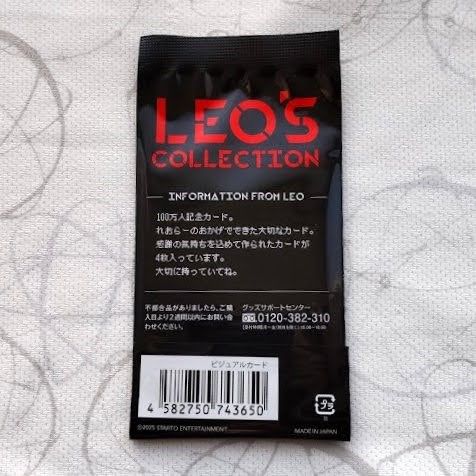 LEO'S
COLLECTION
INFORMATION FROM LEO
100万人記念カード。
れおらーのおかげでできた大切なカード。
感謝の気持ちを込めて作られたカードが
4枚入っています。
大切に持っていてね。
不都合品がありましたら、ご購
入日より2週間以内にお問い合
わせください。
グッズサポートセンター
0120-382-310
ビジュアルカード
4 582750 743650
プラ
©2025 STARTO ENTERTAINMENT
MADE IN JAPAN